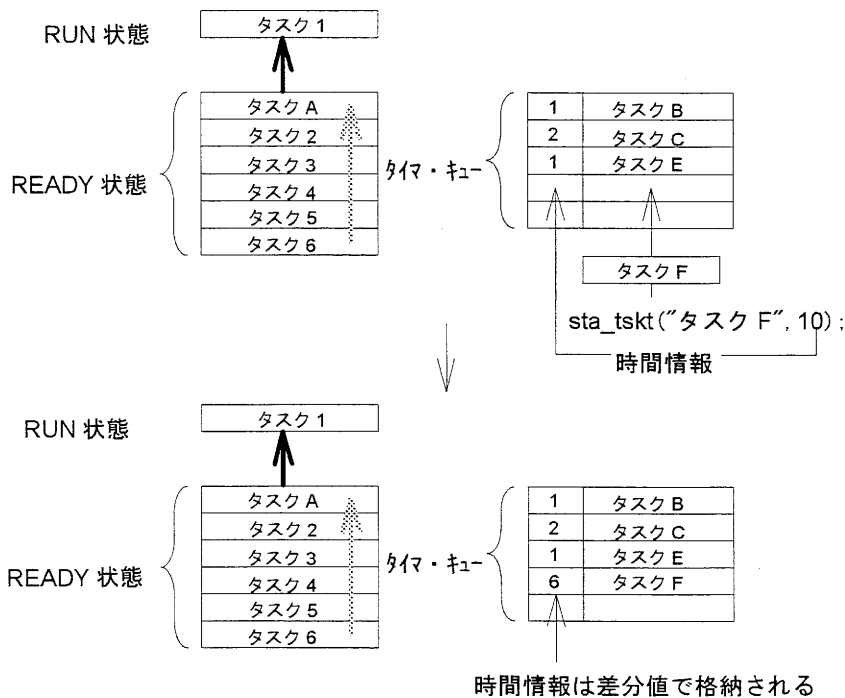 RUN 状態
タスク 1
READY 状態
タスク A
タスク 2
タスク 3
タスク 4
タスク 5
タスク 6
ﾀｲﾏ・ｷｭｰ
1 タスク B
2 タスク C
1 タスク E
タスク F
sta_tskt("タスク F", 10);
時間情報
RUN 状態
タスク 1
READY 状態
タスク A
タスク 2
タスク 3
タスク 4
タスク 5
タスク 6
ﾀｲﾏ・ｷｭｰ
1 タスク B
2 タスク C
1 タスク E
6 タスク F
時間情報は差分値で格納される